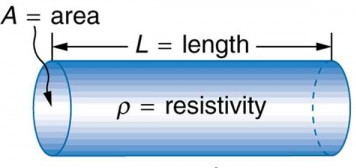 A = area
L = length
ρ = resistivity